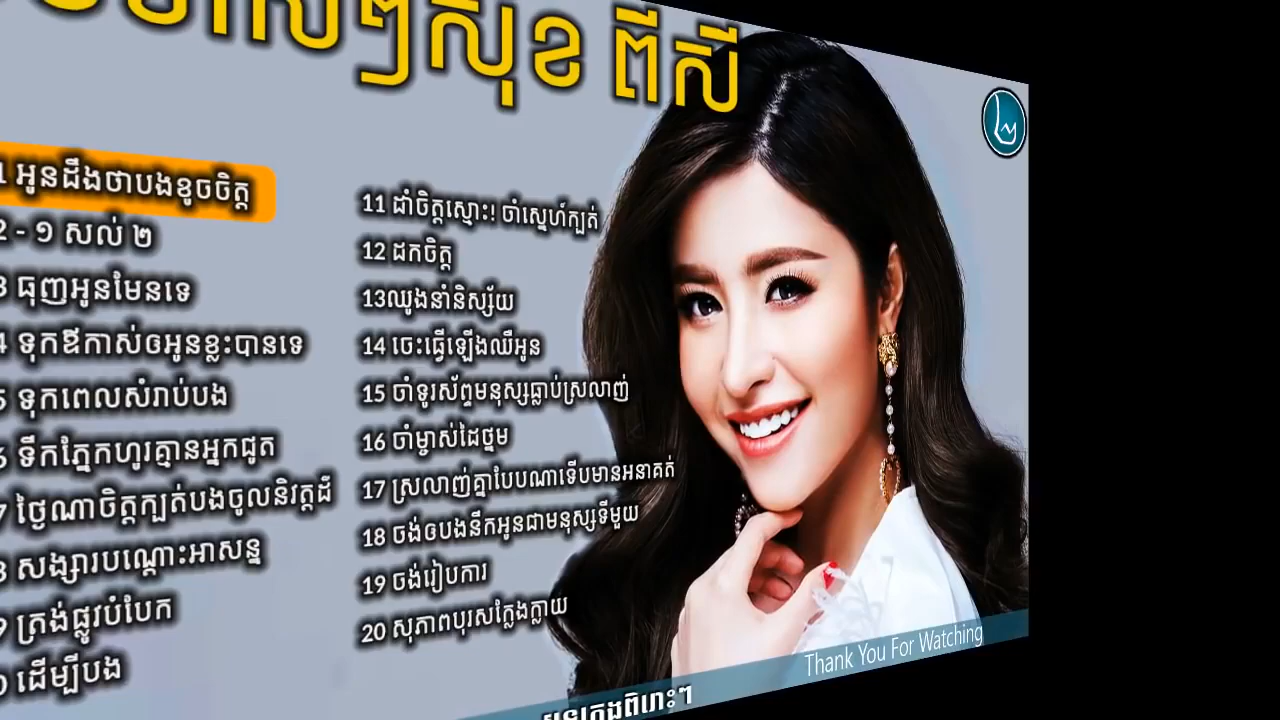 សុខ ពីសី
1 អូនដឹងថាបងខូចចិត្ត
2 - ១ សល់ ២
3 ធុញអូនមែនទេ
4 ទុកឪកាស់ឲអូនខ្លះបានទេ
5 ទុកពេលសំរាប់បង
6 ទឹកភ្នែកហូរគ្មានអ្នកជូត
7 ថ្ងៃណាចិត្តក្បត់បងចូលនិវត្តដ៏
8 សង្សារបណ្ដោះអាសន្ន
9 ត្រង់ផ្លូវបំបែក
ដើម្បីបង
11 ដាំចិត្តស្មោះ! ចាំស្នេហ៍ក្បត់
12 ដកចិត្ត
13ឈូងនាំនិស្ស័យ
14 ចេះធ្វើឡើងឈឺអូន
15 ចាំទូរស័ព្ទមនុស្សធ្លាប់ស្រលាញ់
16 ចាំម្ចាស់ដៃថ្នម
17 ស្រលាញ់គ្នាបែបណាទើបមានអនាគត់
18 ចង់ឲបងនឹកអូនជាមនុស្សទីមួយ
19 ចង់រៀបការ
20 សុភាពបុរសក្លែងក្លាយ
Thank You For Watching